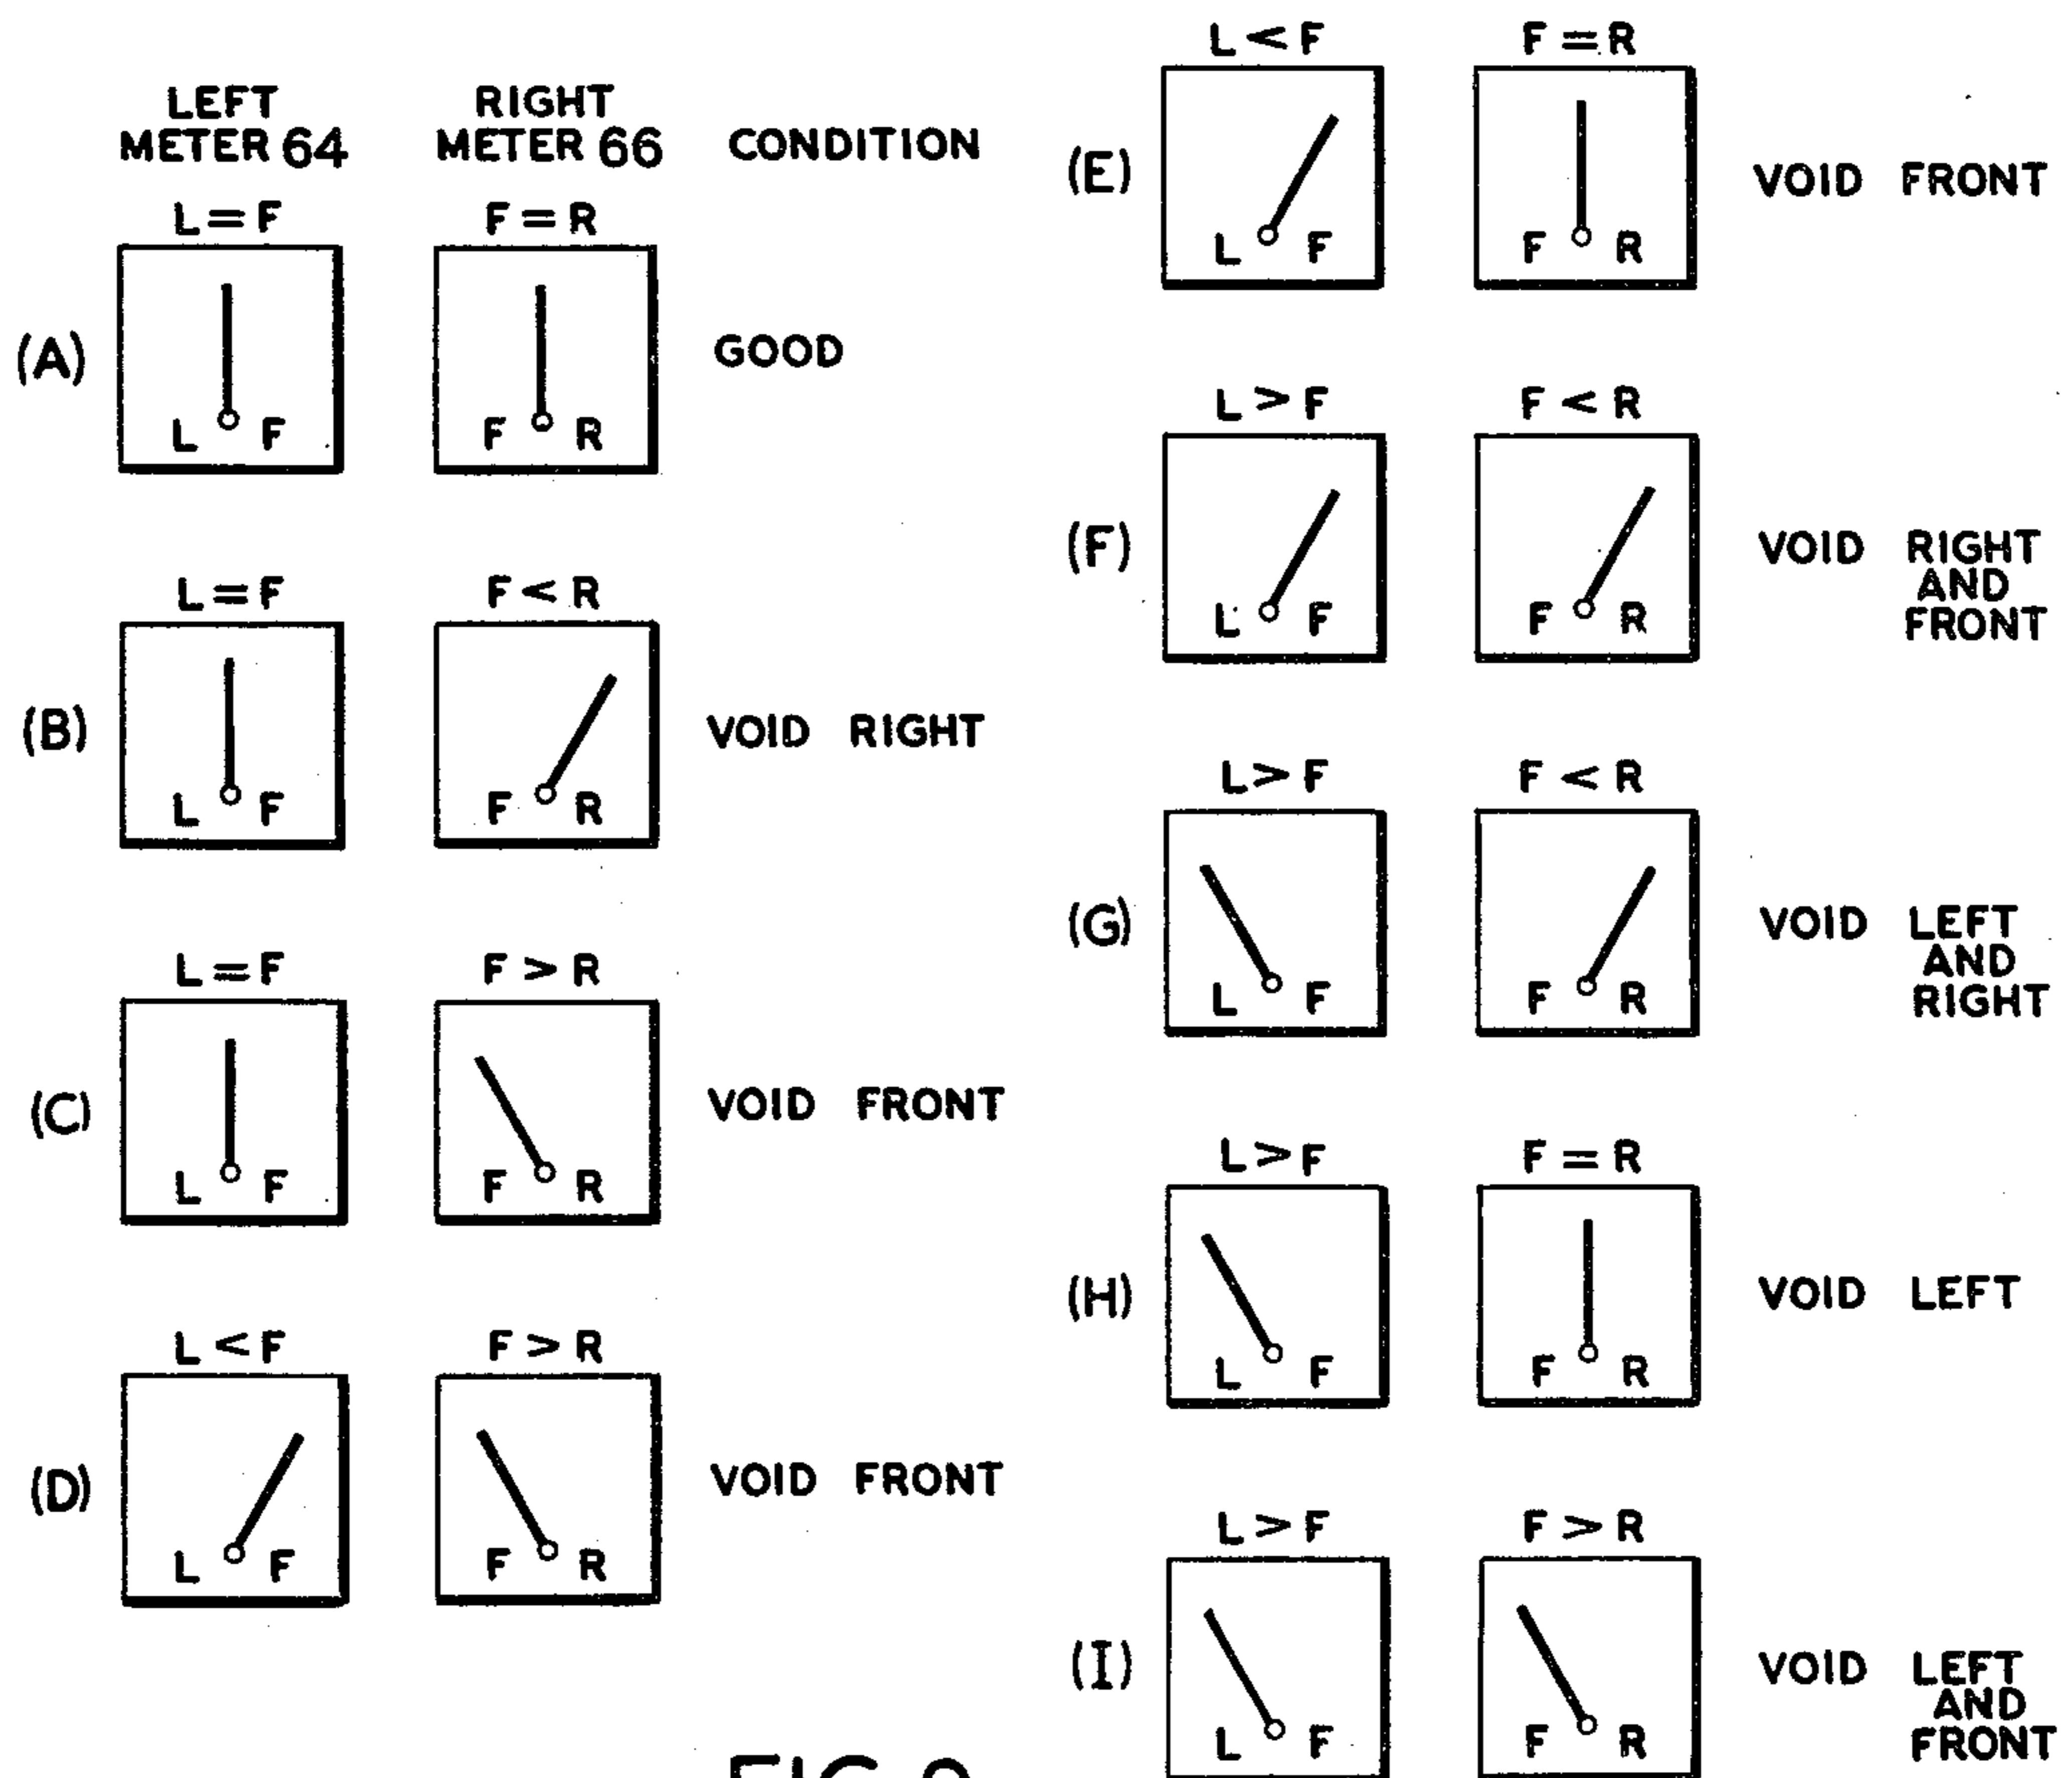 LEFT RIGHT
METER 64 METER 66 CONDITION
L=F F=R
(A) GOOD
L F F R
L=F F<R
(B) VOID RIGHT
L F F R
L=F F>R
(C) VOID FRONT
L F F R
L<F F>R
(D) VOID FRONT
L F F R
L<F F=R
(E) VOID FRONT
L F F R
L>F F<R
(F) VOID RIGHT
AND
FRONT
L F F R
L>F F<R
(G) VOID LEFT
AND
RIGHT
L F F R
L>F F=R
(H) VOID LEFT
L F F R
L>F F>R
(I) VOID LEFT
AND
FRONT
L F F R